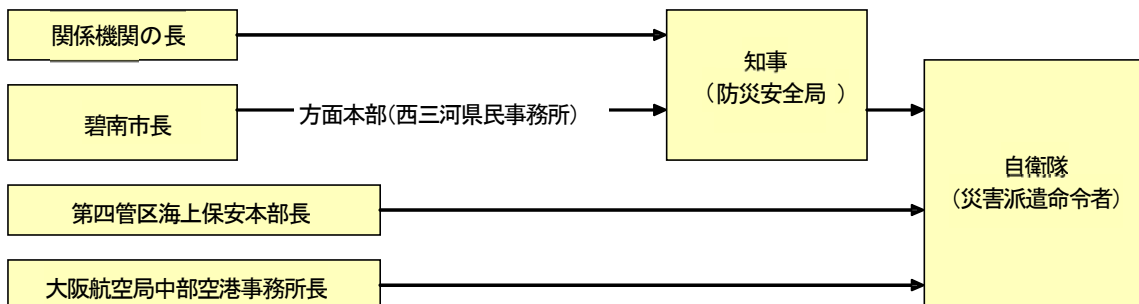 関係機関の長
知事
（防災安全局 ）
碧南市長
方面本部(西三河県民事務所)
自衛隊
(災害派遣命令者)
第四管区海上保安本部長
大阪航空局中部空港事務所長